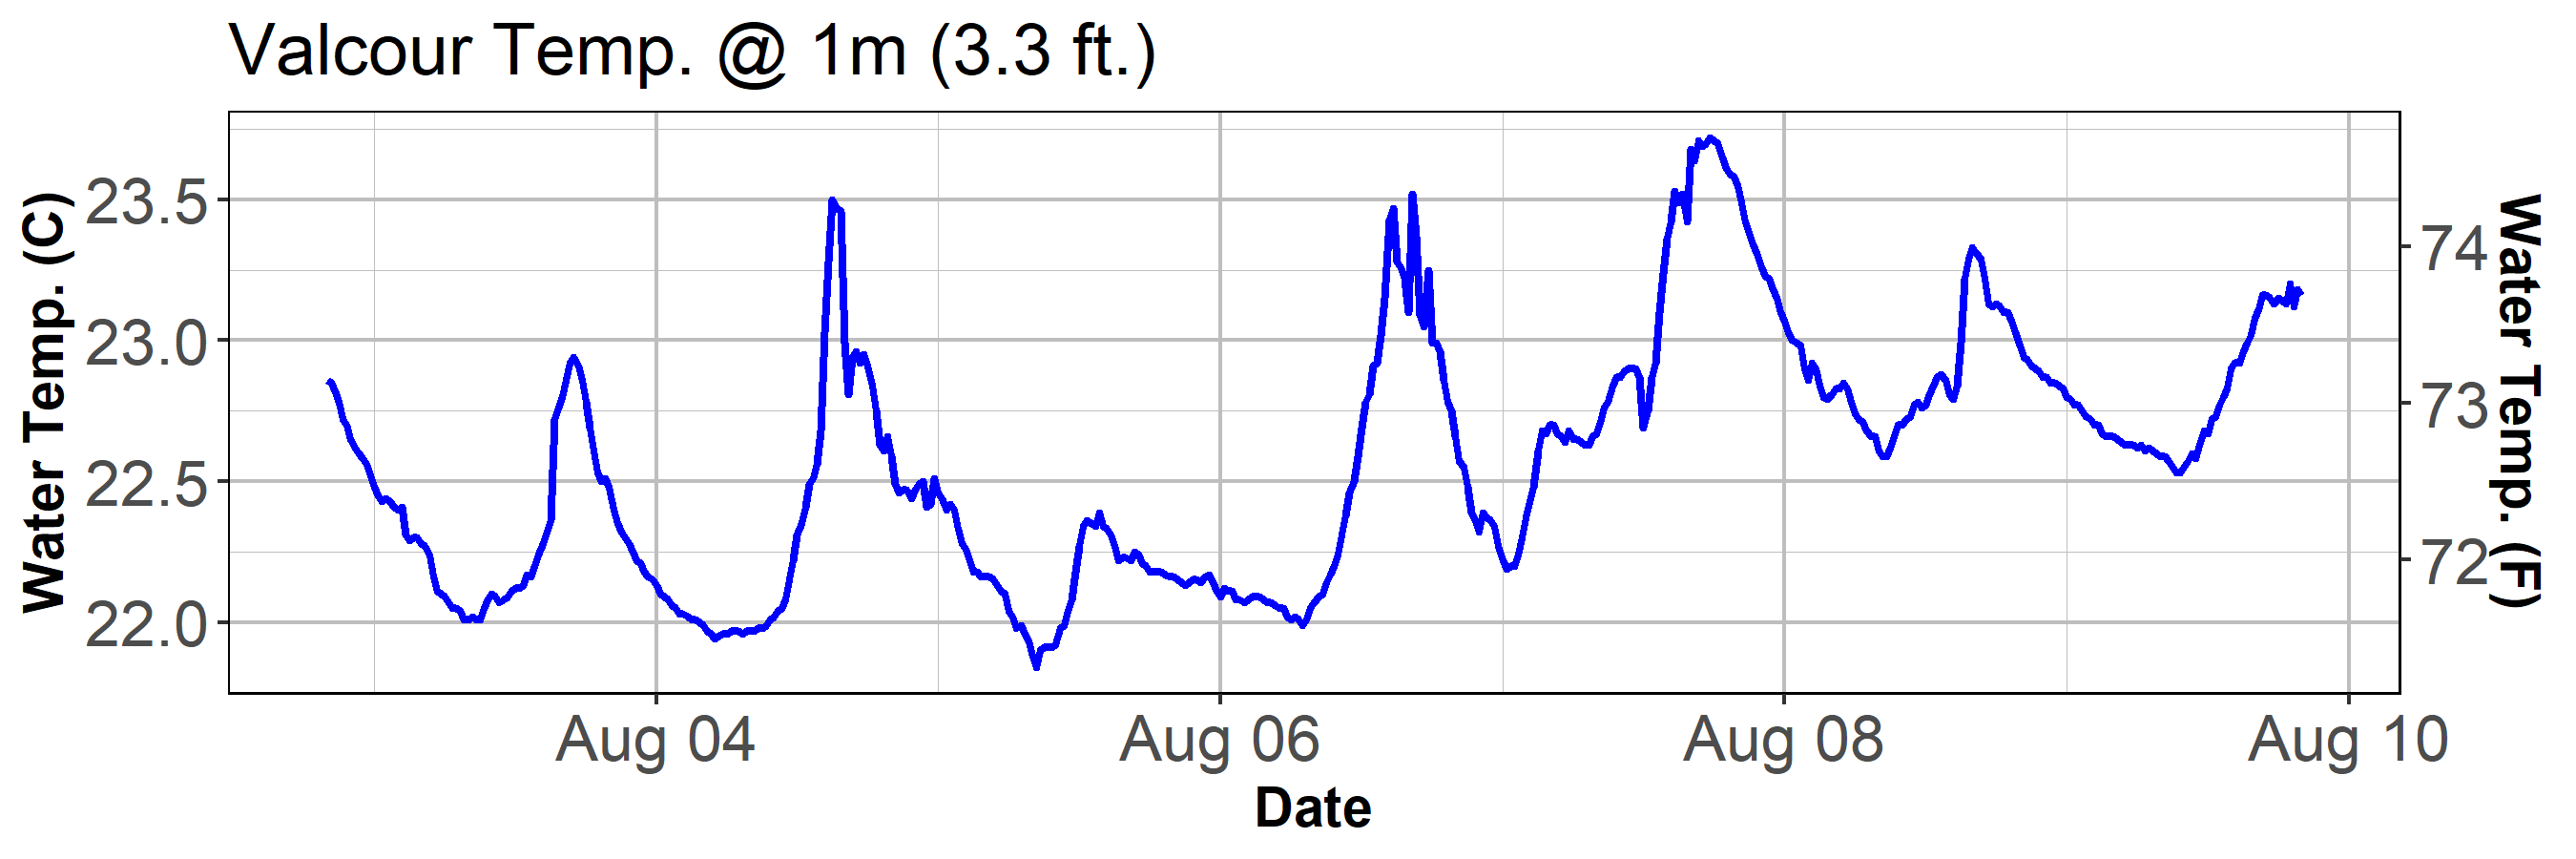 Valcour Temp. @ 1m (3.3 ft.)
Water Temp. (C)
23.5
23.0
22.5
22.0
74
73
72
Water Temp. (F)
Aug 04 Aug 06 Aug 08 Aug 10
Date